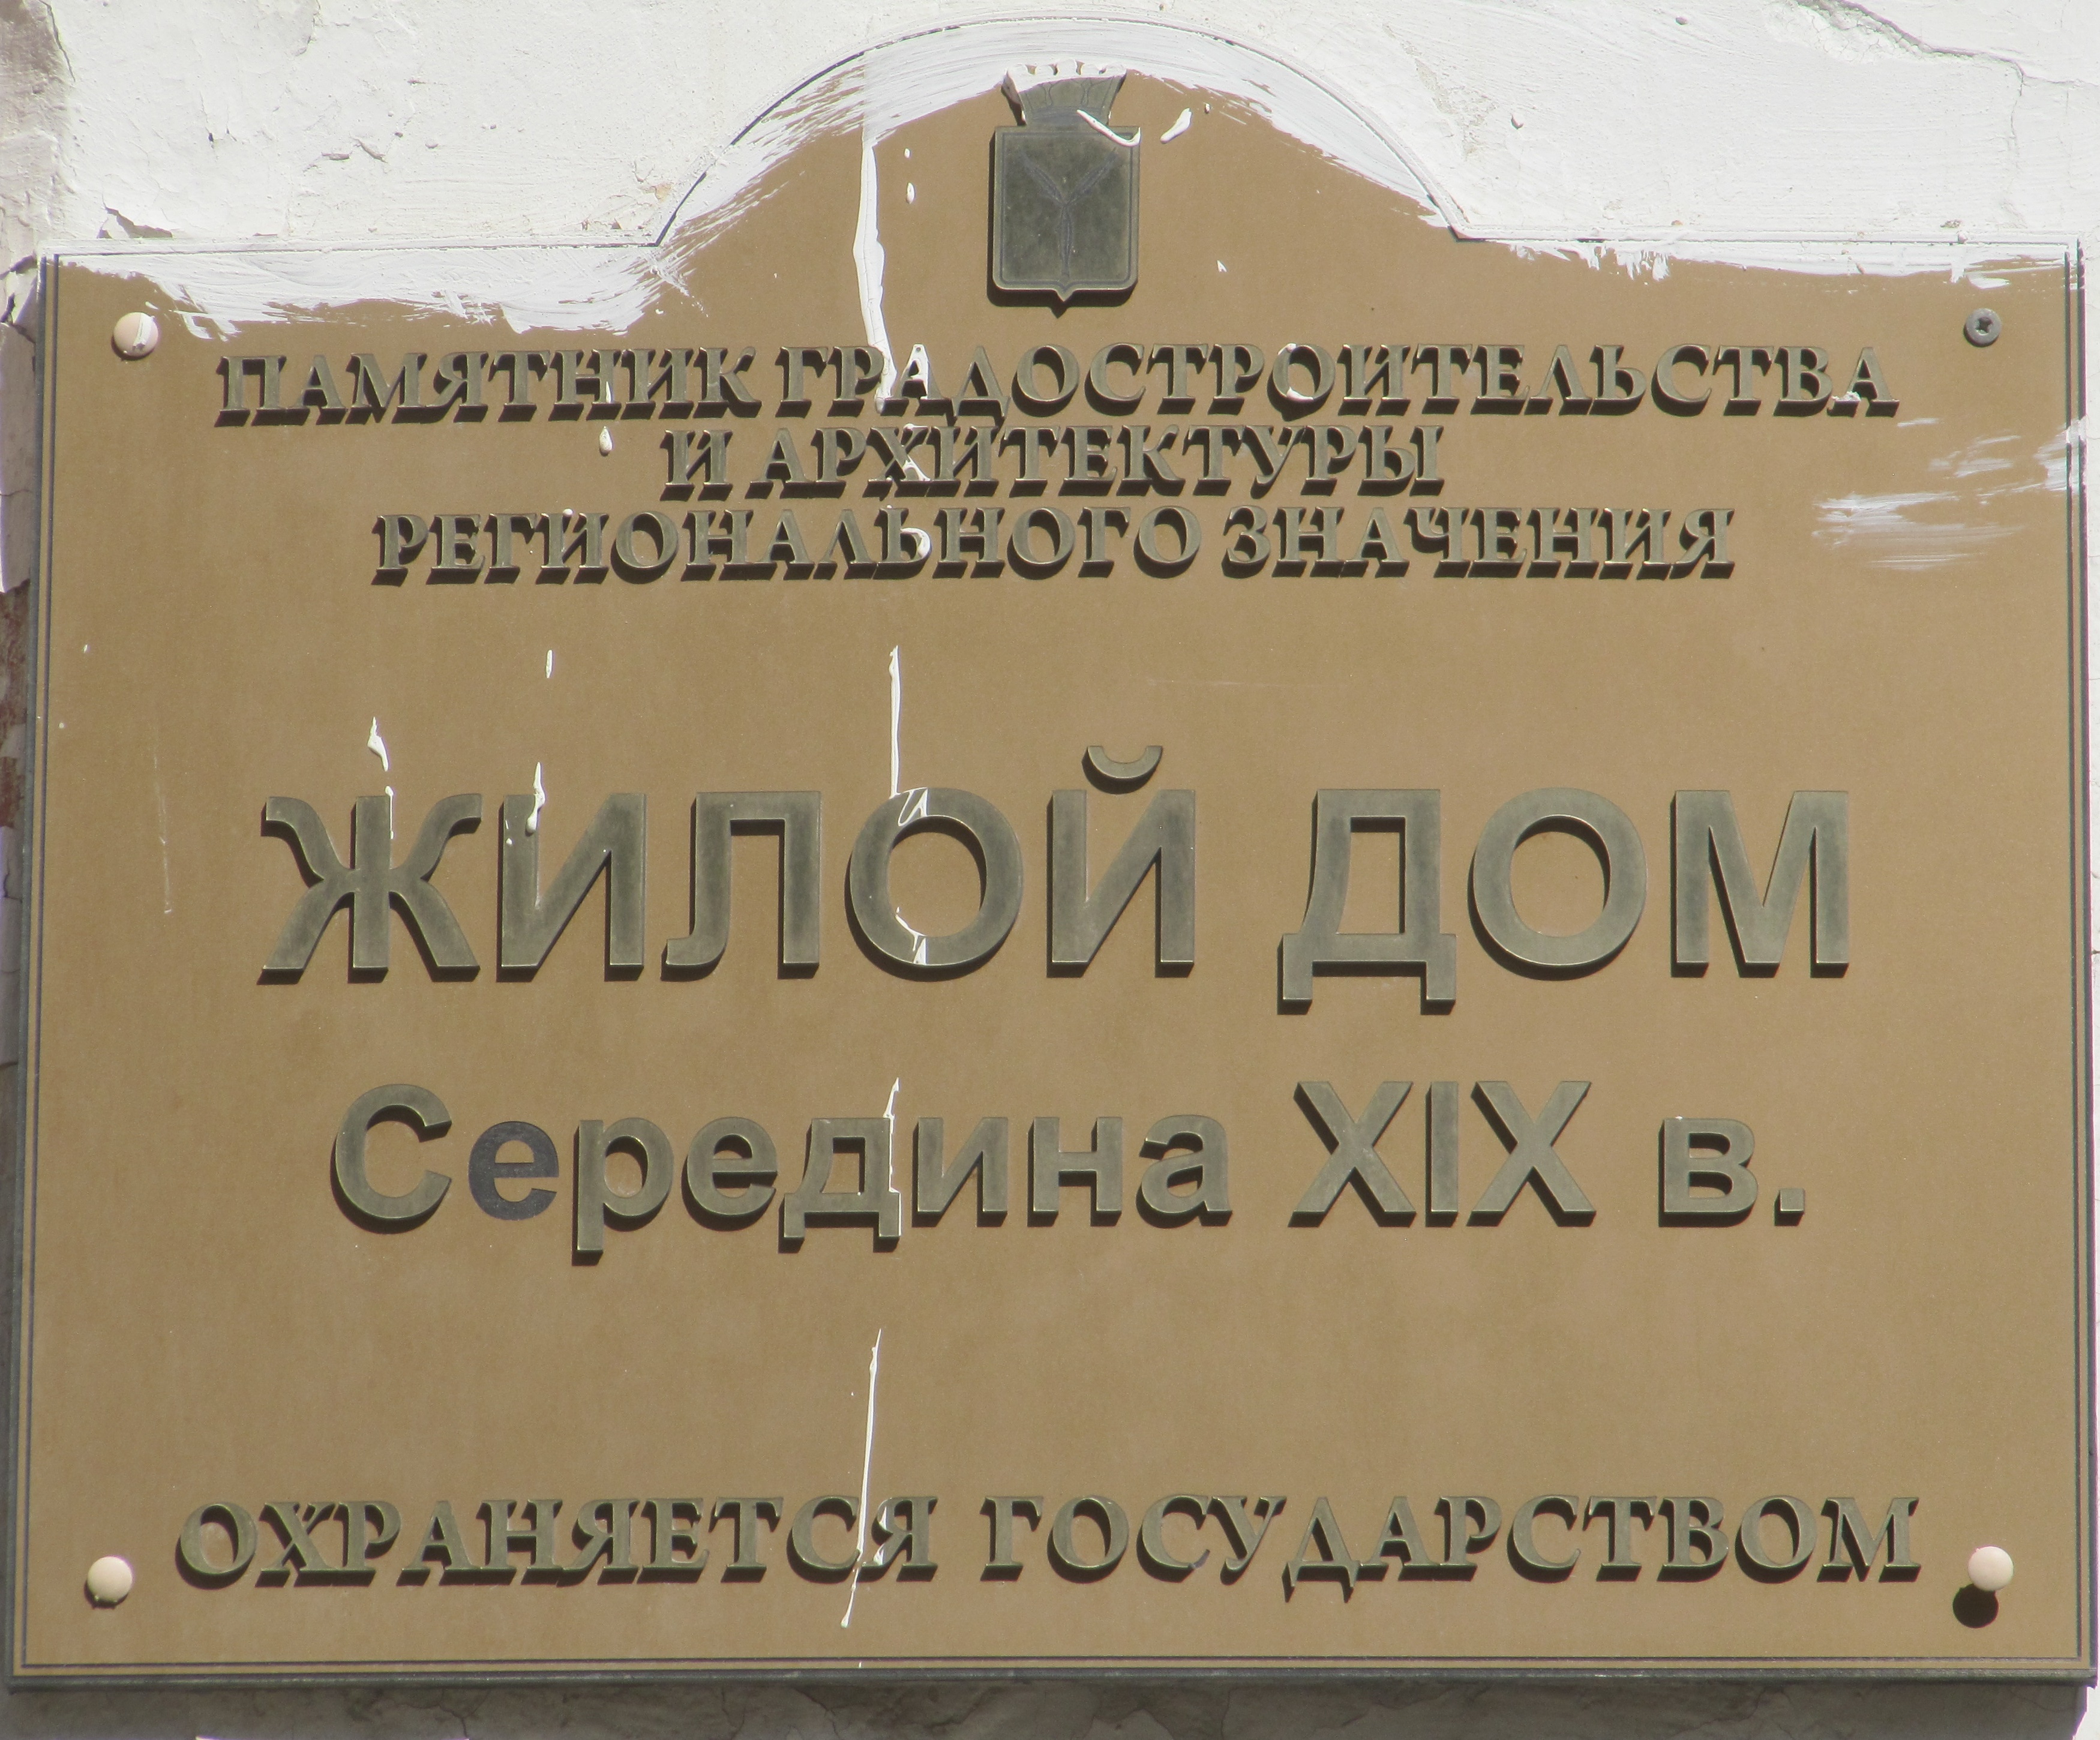 ПАМЯТНИК ГРАДОСТРОИТЕЛЬСТВА
И АРХИТЕКТУРЫ
РЕГИОНАЛЬНОГО ЗНАЧЕНИЯ
ЖИЛОЙ ДОМ
Середина XIX в.
ОХРАНЯЕТСЯ ГОСУДАРСТВОМ